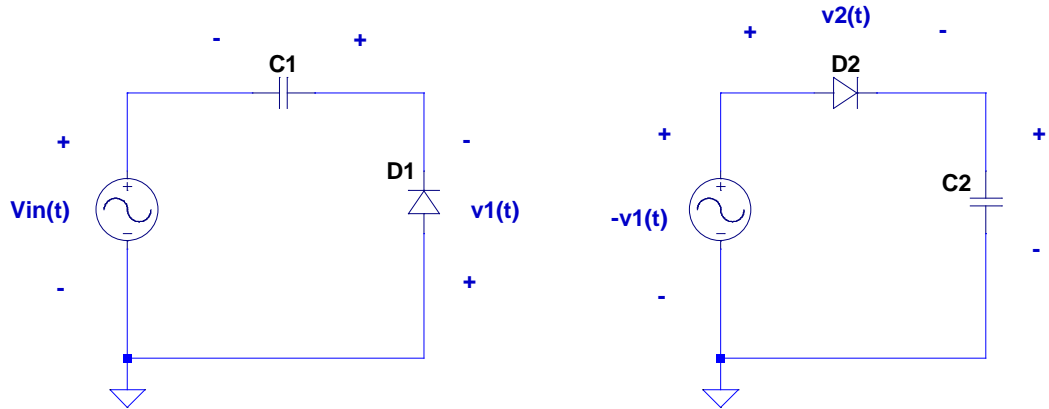 v2(t)
- +
+ -
C1
D2
+ -
+ +
D1
C2
Vin(t)
v1(t)
-v1(t)
- +
- -